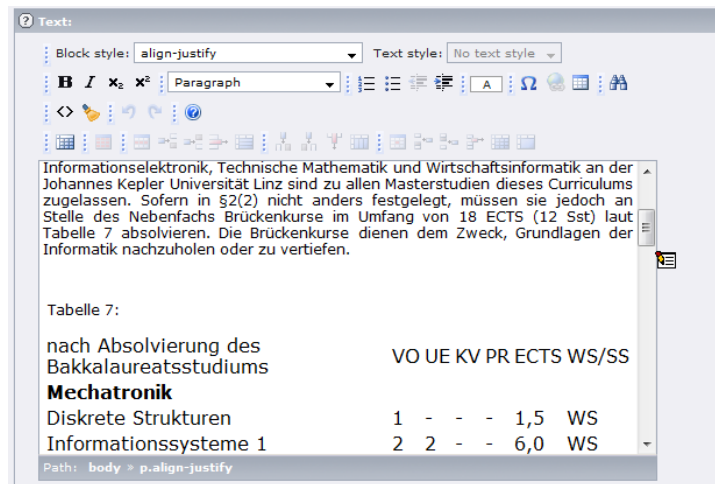 Text:
Block style: align-justify Text style: No text style
B I x₂ x² Paragraph A Ω
Informationselektronik, Technische Mathematik und Wirtschaftsinformatik an der
Johannes Kepler Universität Linz sind zu allen Masterstudien dieses Curriculums
zugelassen. Sofern in §2(2) nicht anders festgelegt, müssen sie jedoch an
Stelle des Nebenfachs Brückenkurse im Umfang von 18 ECTS (12 Sst) laut
Tabelle 7 absolvieren. Die Brückenkurse dienen dem Zweck, Grundlagen der
Informatik nachzuholen oder zu vertiefen.
Tabelle 7:
nach Absolvierung des
Bakkalaureatsstudiums VO UE KV PR ECTS WS/SS
Mechatronik
Diskrete Strukturen 1 - - - 1,5 WS
Informationssysteme 1 2 2 - - 6,0 WS
Path: body » p.align-justify